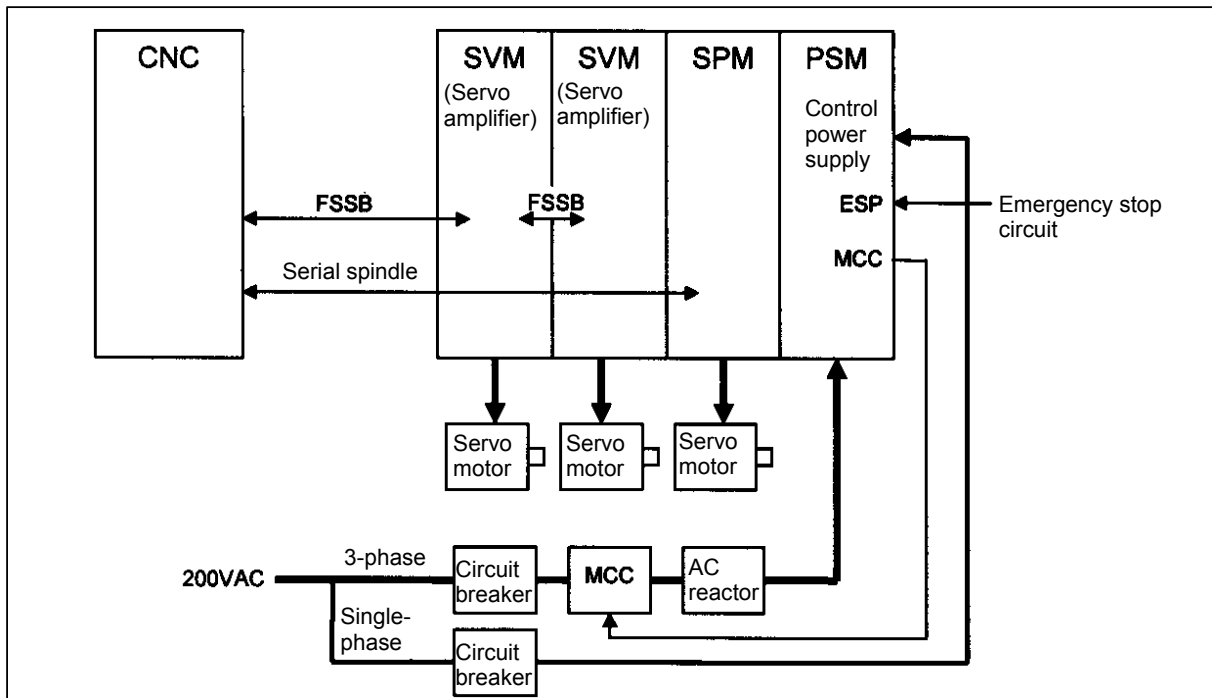 CNC
SVM
(Servo
amplifier)
SVM
(Servo
amplifier)
SPM
PSM
Control
power
supply
FSSB
FSSB
ESP
Emergency stop
circuit
MCC
Serial spindle
Servo
motor
Servo
motor
Servo
motor
200VAC
3-phase
Circuit
breaker
MCC
AC
reactor
Single-
phase
Circuit
breaker